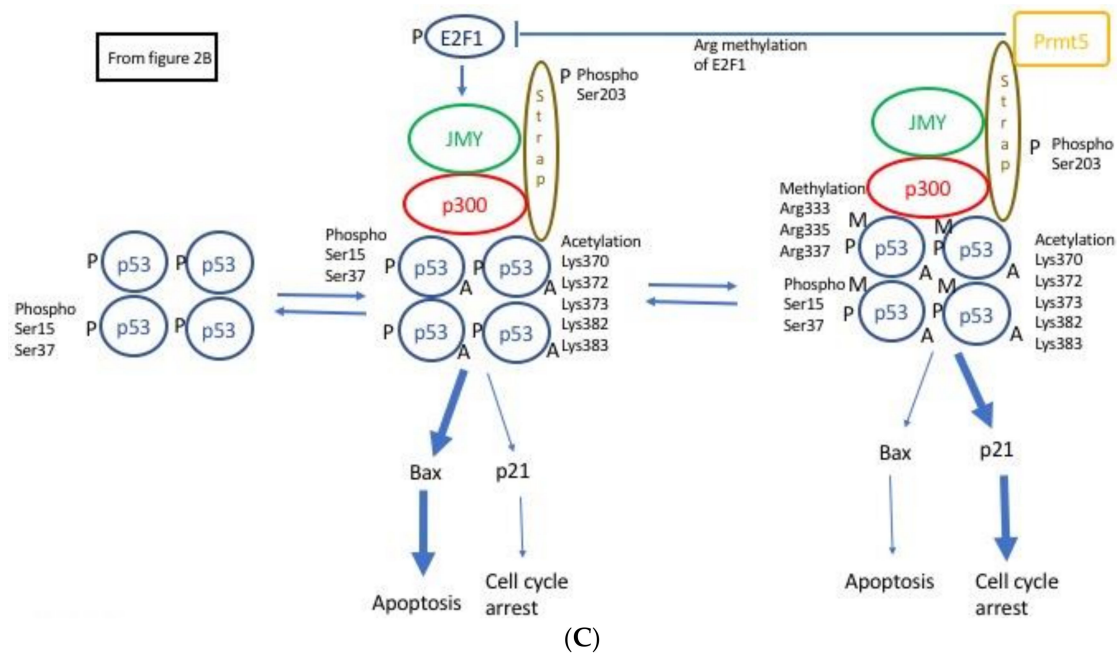 From figure 2B
P
E2F1
Arg methylation
of E2F1
Prmt5
P
Phospho
Ser203
Strap
JMY
p300
Strap
JMY
p300
P
Phospho
Ser203
Phospho
Ser15
Ser37
P
p53
P
p53
P
p53
p53
Phospho
Ser15
Ser37
P
p53
A
P
p53
A
P
p53
A
p53
A
Acetylation
Lys370
Lys372
Lys373
Lys382
Lys383
Methylation
Arg333
Arg335
Arg337
Phospho
Ser15
Ser37
M
P
p53
A
M
P
p53
A
M
P
p53
A
M
P
p53
A
Acetylation
Lys370
Lys372
Lys373
Lys382
Lys383
Bax
p21
Apoptosis
Cell cycle
arrest
Bax
p21
Apoptosis
Cell cycle
arrest
(C)